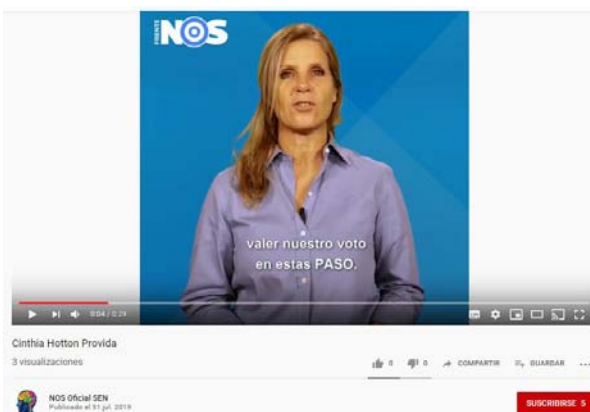 FRENTE
NOS
valer nuestro voto
en estas PASO.
0:04 / 0:29
Cinthia Hotton Provida
3 visualizaciones
0
0
COMPARTIR
GUARDAR
...
NOS Oficial SEN
Publicado el 31 jul. 2019
SUSCRIBIRSE 5